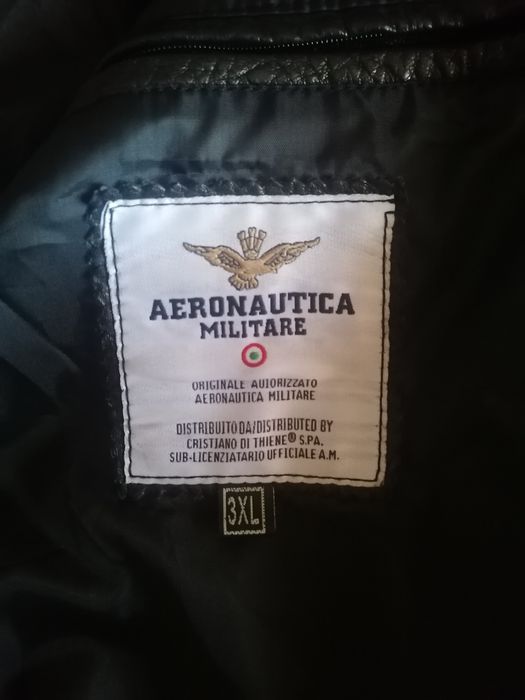 AERONAUTICA
MILITARE
ORIGINALE AUTORIZZATO
AERONAUTICA MILITARE
DISTRIBUITO DA/DISTRIBUTED BY
CRISTIANO DI THIENE® S.P.A.
SUB-LICENZIATARIO UFFICIALE A.M.
3XL